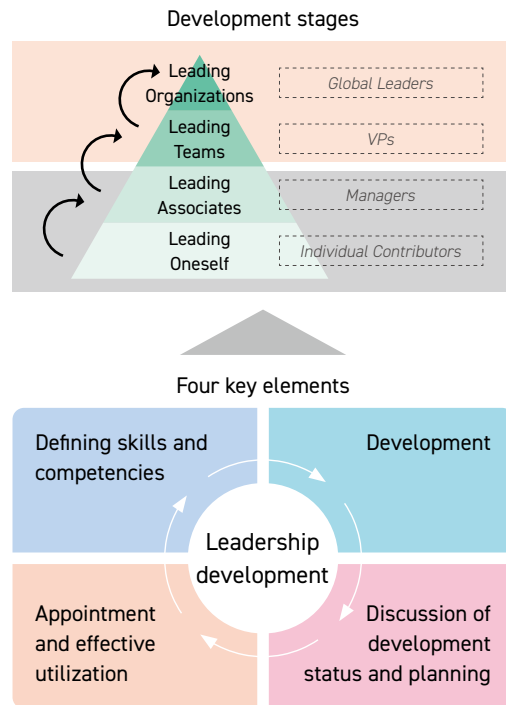 Development stages
Leading
Organizations
Global Leaders
Leading
Teams
VPs
Leading
Associates
Managers
Leading
Oneself
Individual Contributors
Four key elements
Defining skills and
competencies
Development
Leadership
development
Appointment
and effective
utilization
Discussion of
development
status and planning